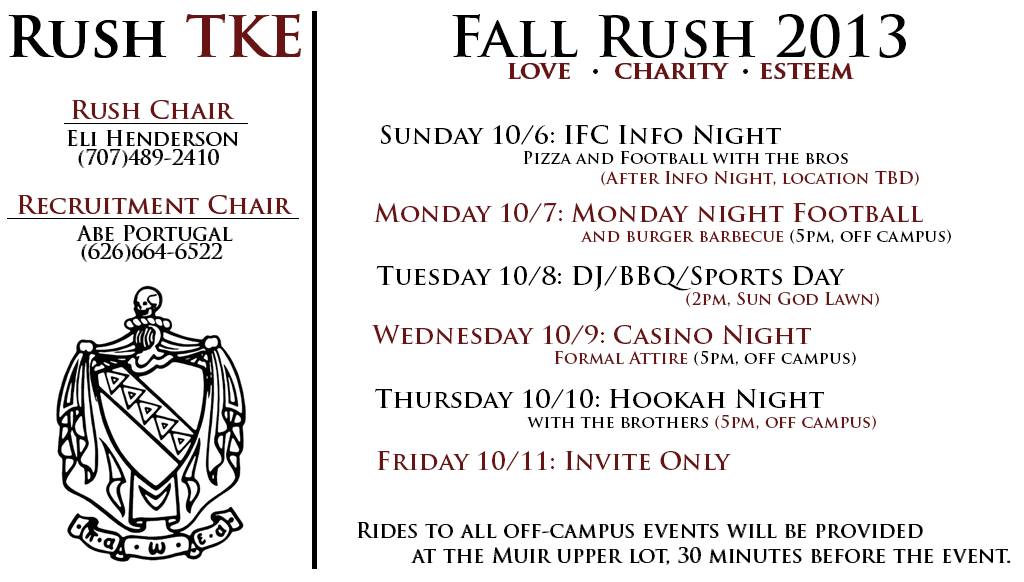 Rush TKE
Rush Chair
Eli Henderson
(707)489-2410
Recruitment Chair
Abe Portugal
(626)664-6522
Fall Rush 2013
LOVE · CHARITY · ESTEEM
Sunday 10/6: IFC Info Night
Pizza and Football with the bros
(After Info Night, location TBD)
Monday 10/7: Monday night Football
and burger barbecue (5pm, off campus)
Tuesday 10/8: DJ/BBQ/Sports Day
(2pm, Sun God Lawn)
Wednesday 10/9: Casino Night
Formal Attire (5pm, off campus)
Thursday 10/10: Hookah Night
with the brothers (5pm, off campus)
Friday 10/11: Invite Only
Rides to all off-campus events will be provided
at the Muir upper lot, 30 minutes before the event.